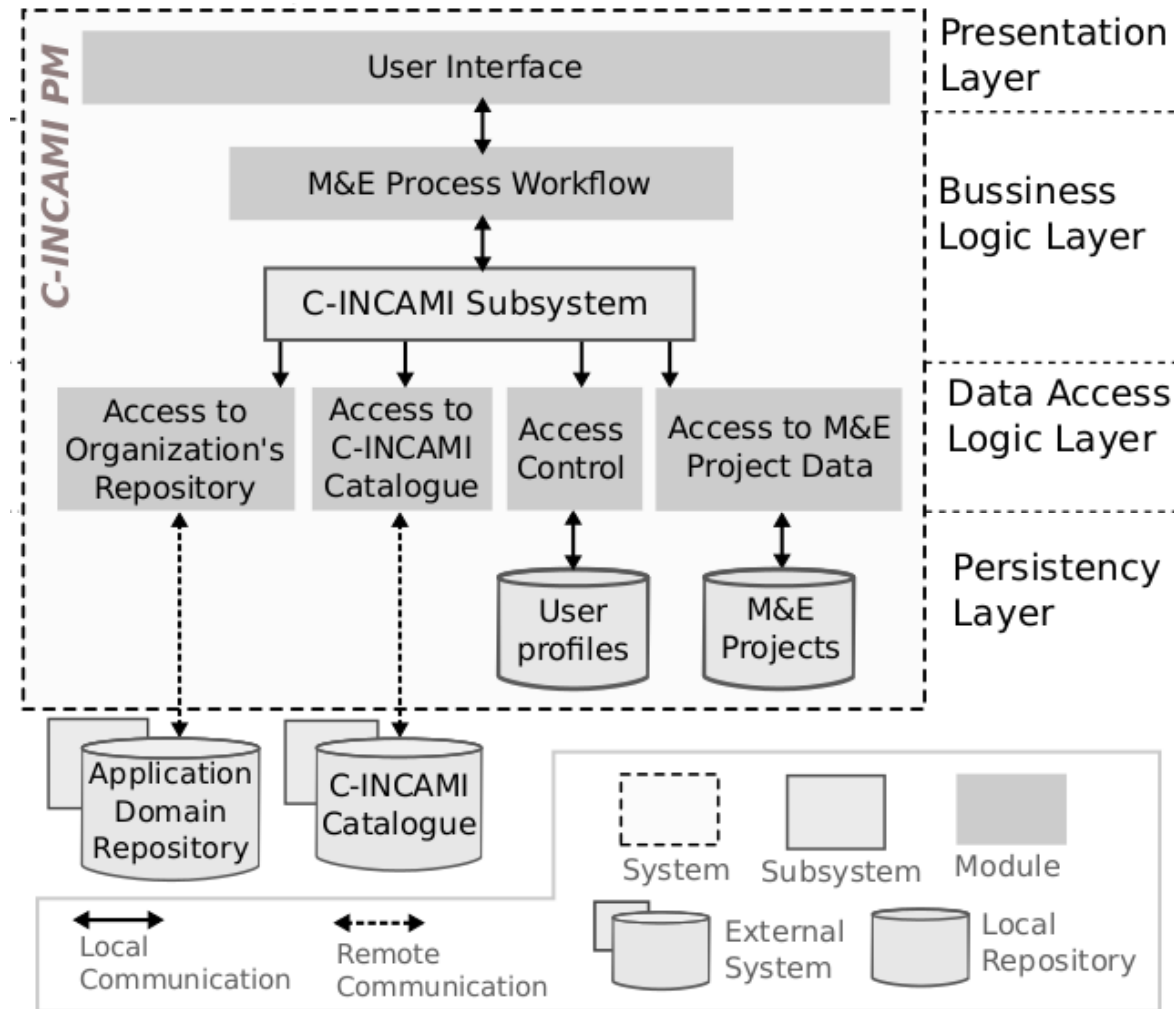 C-INCAMI PM
User Interface
Presentation
Layer
M&E Process Workflow
Bussiness
Logic Layer
C-INCAMI Subsystem
Access to
Organization's
Repository
Access to
C-INCAMI
Catalogue
Access
Control
Access to M&E
Project Data
Data Access
Logic Layer
User
profiles
M&E
Projects
Persistency
Layer
Application
Domain
Repository
C-INCAMI
Catalogue
System
Subsystem
Module
Local
Communication
Remote
Communication
External
System
Local
Repository